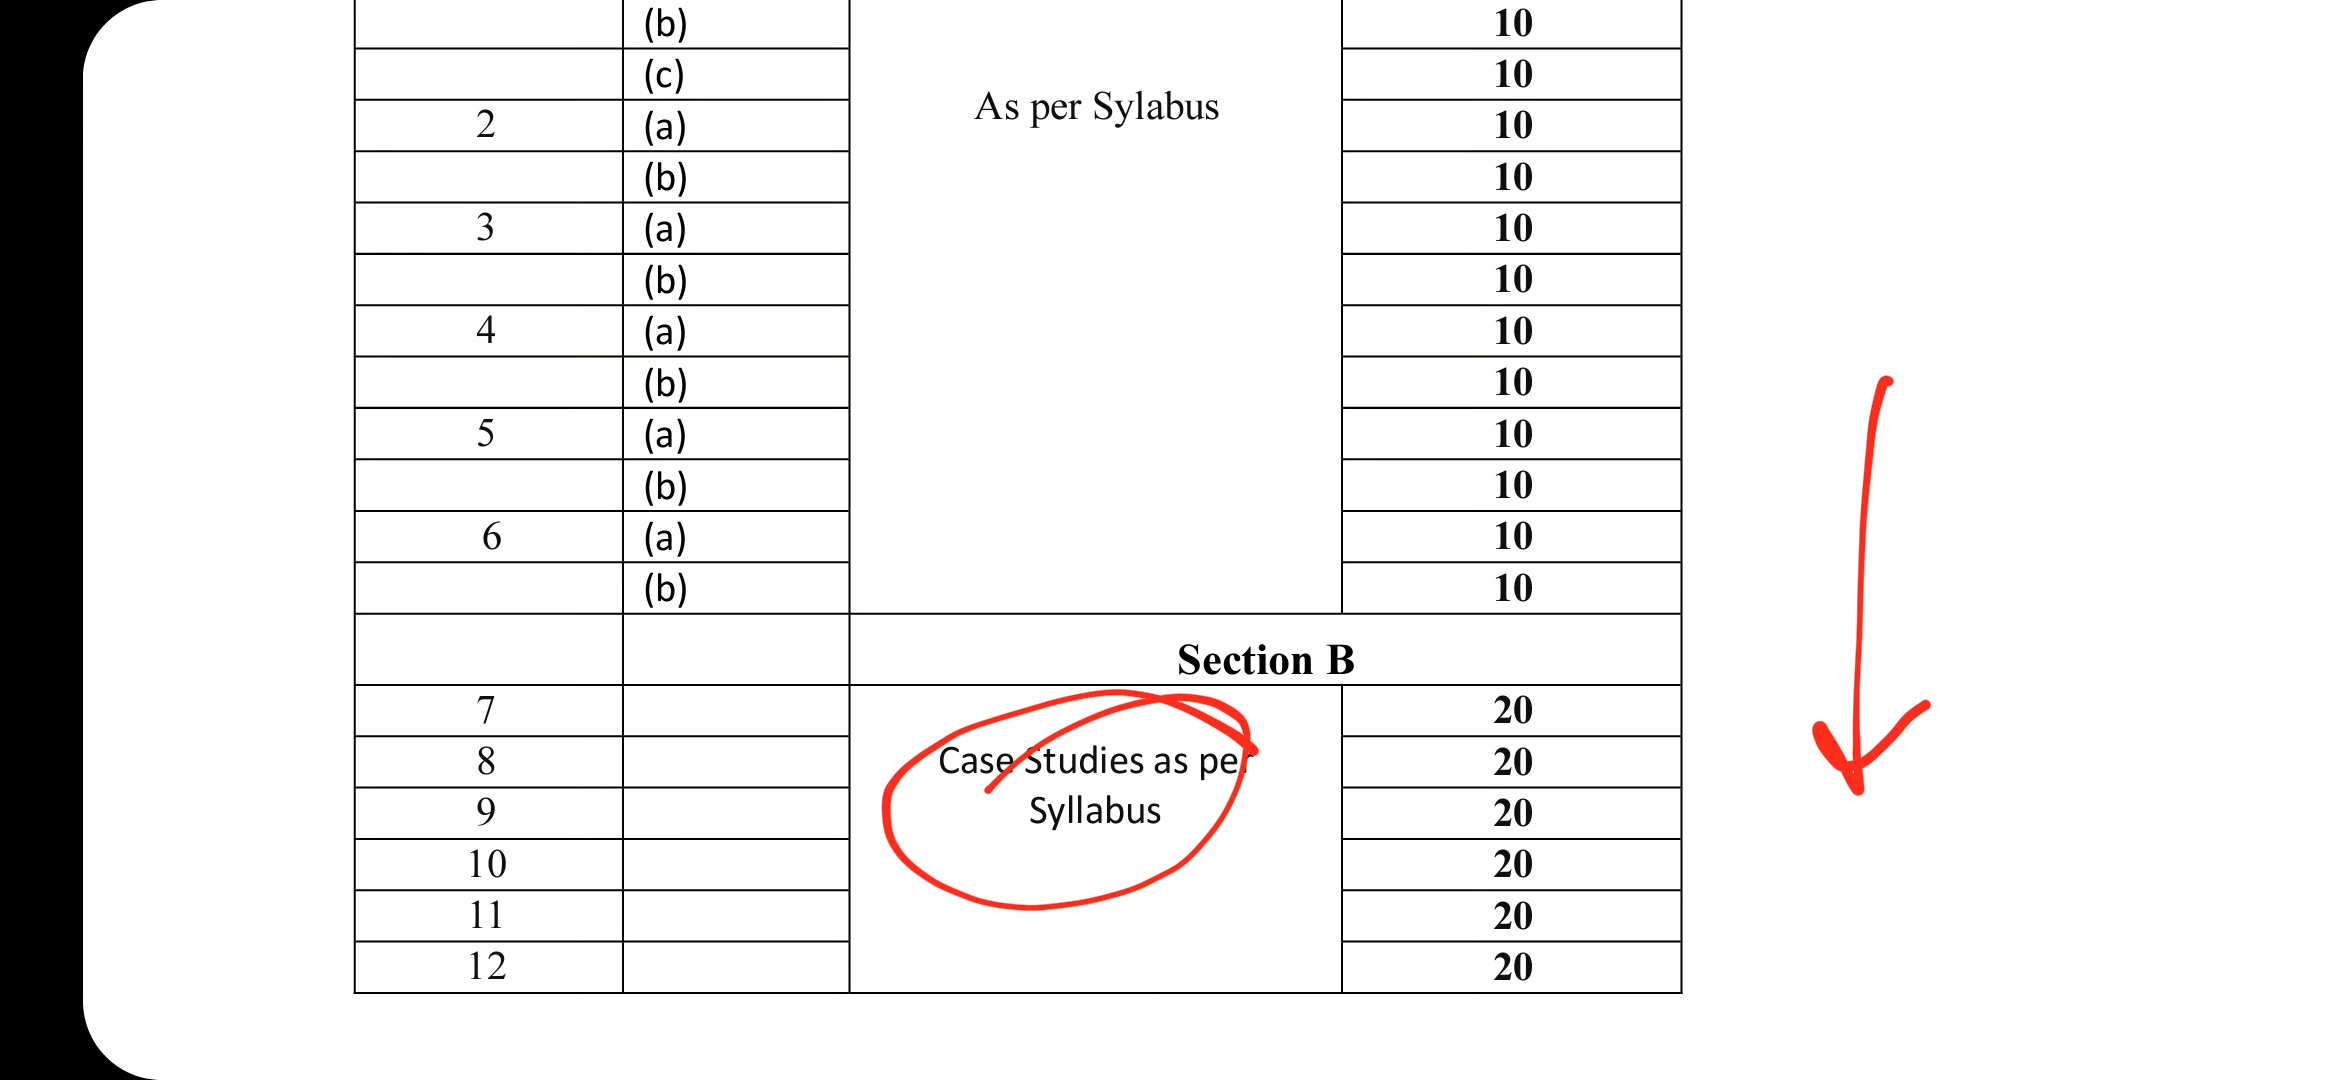 (b) 10
(c) 10
As per Sylabus
2 (a) 10
(b) 10
3 (a) 10
(b) 10
4 (a) 10
(b) 10
5 (a) 10
(b) 10
6 (a) 10
(b) 10
Section B
7 20
Case Studies as per
8 20
Syllabus
9 20
10 20
11 20
12 20